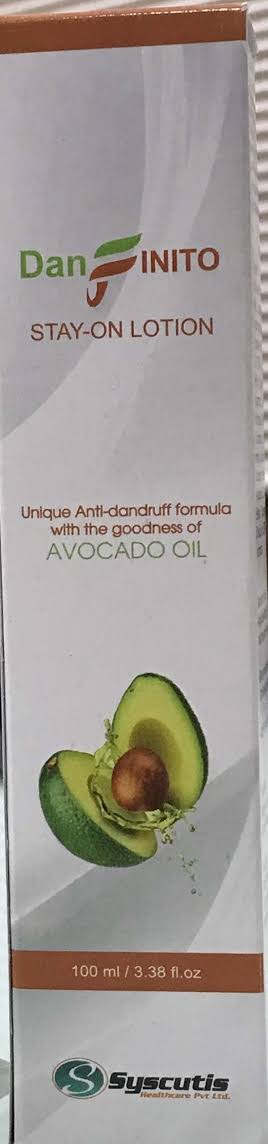 DanFINITO
STAY-ON LOTION
Unique Anti-dandruff formula
with the goodness of
AVOCADO OIL
100 ml / 3.38 fl.oz
S Syscutis
Healthcare Pvt Ltd.